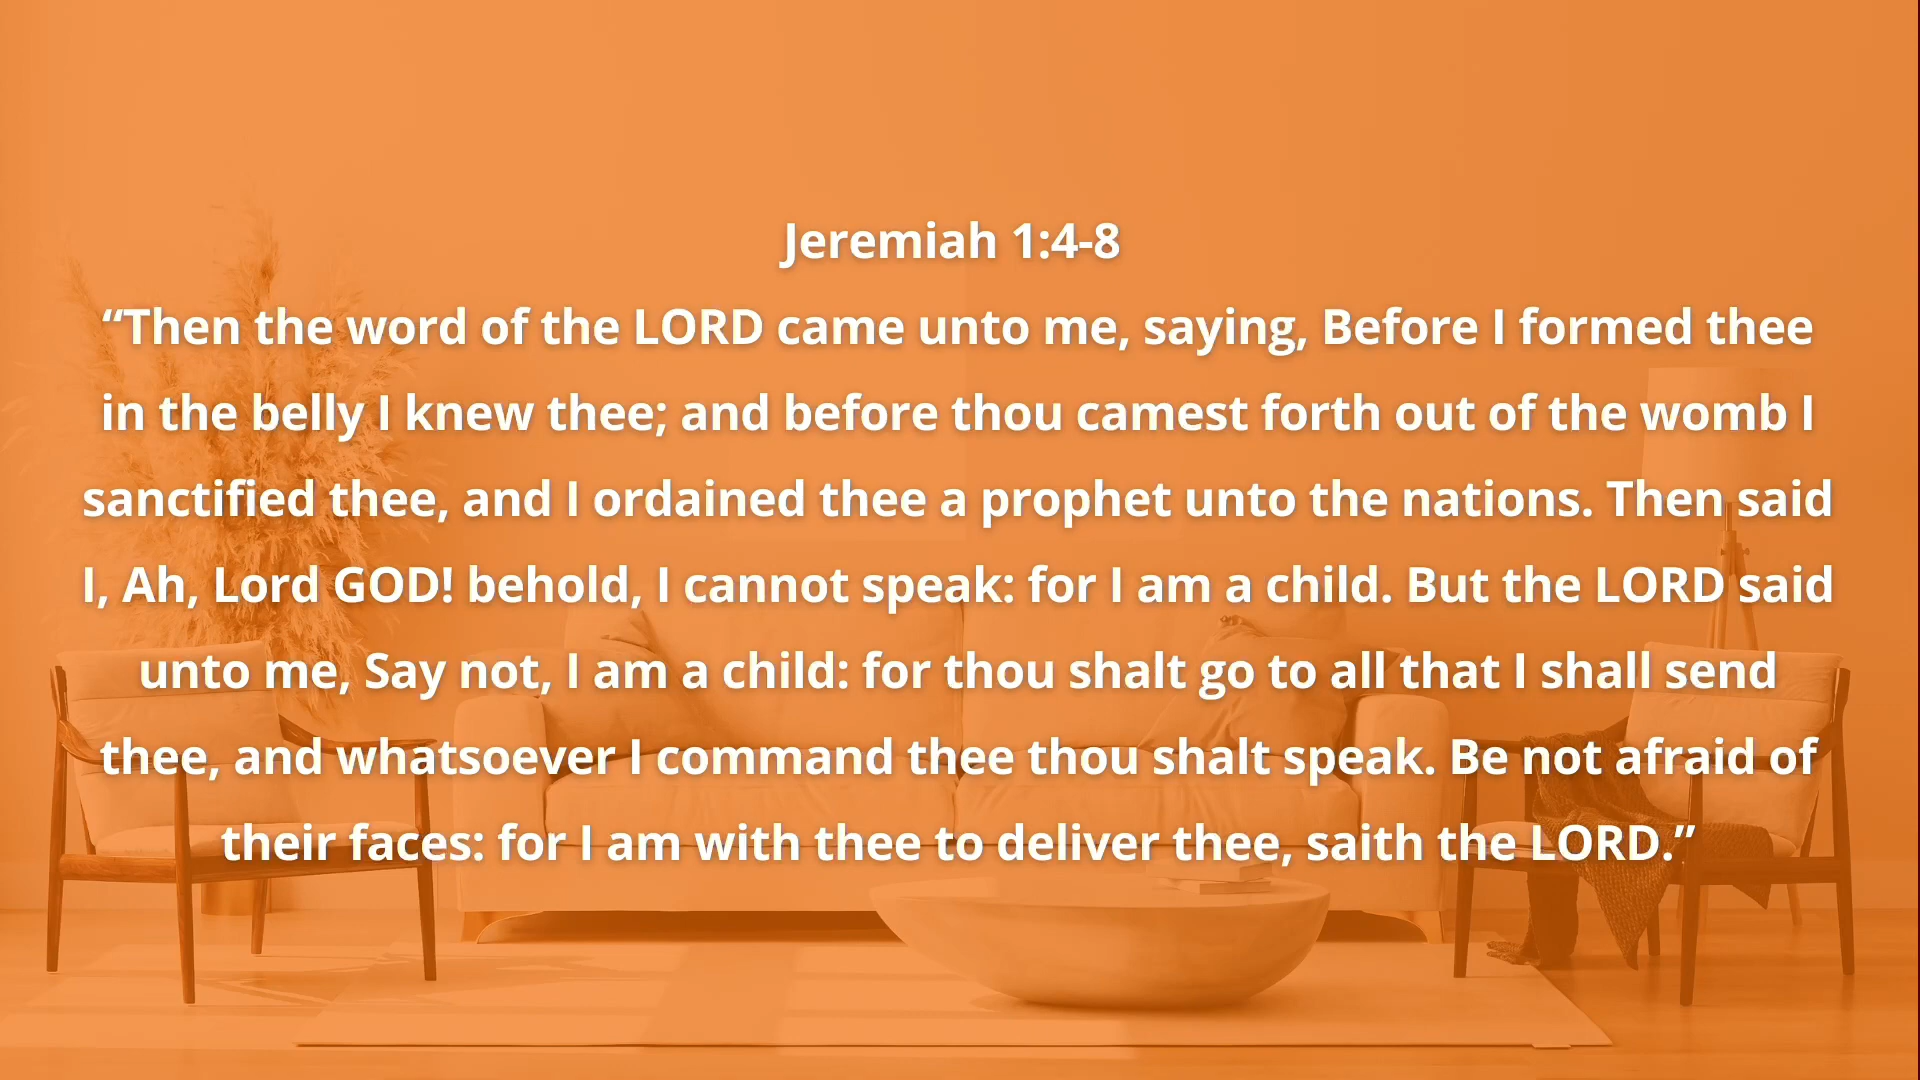 Jeremiah 1:4-8
“Then the word of the LORD came unto me, saying, Before I formed thee
in the belly I knew thee; and before thou camest forth out of the womb I
sanctified thee, and I ordained thee a prophet unto the nations. Then said
I, Ah, Lord GOD! behold, I cannot speak: for I am a child. But the LORD said
unto me, Say not, I am a child: for thou shalt go to all that I shall send
thee, and whatsoever I command thee thou shalt speak. Be not afraid of
their faces: for I am with thee to deliver thee, saith the LORD.”